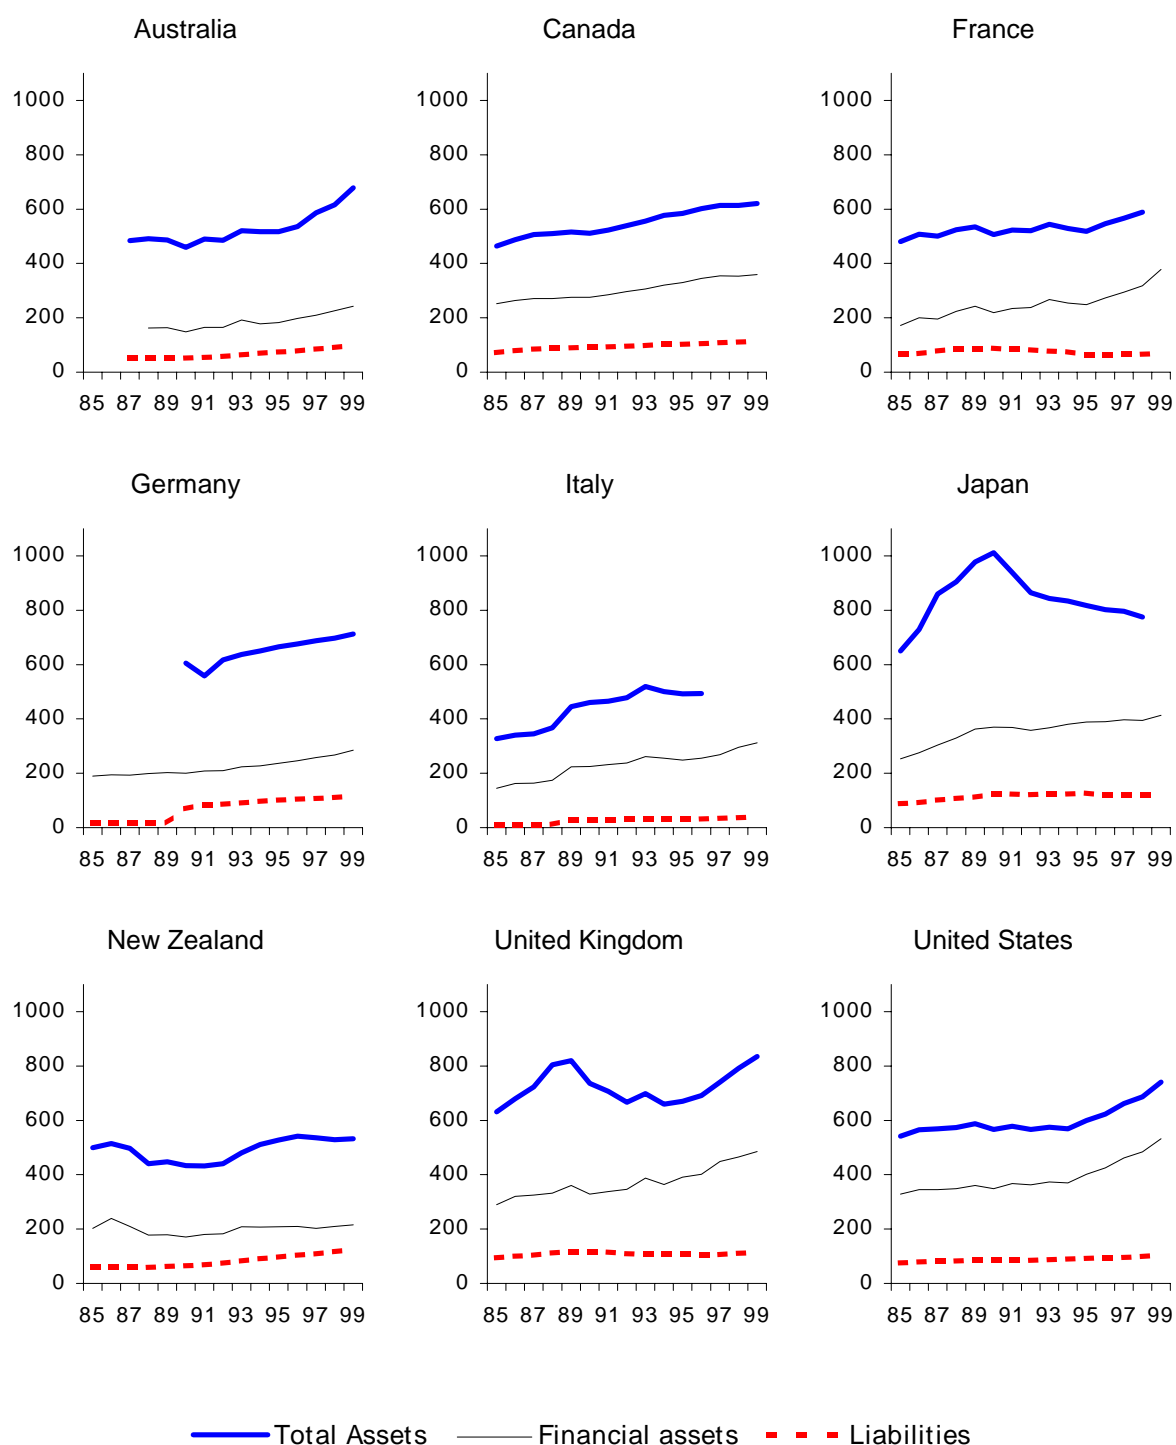 Australia Canada France
1000 1000 1000
800 800 800
600 600 600
400 400 400
200 200 200
0 0 0
85 87 89 91 93 95 97 99 85 87 89 91 93 95 97 99 85 87 89 91 93 95 97 99
Germany Italy Japan
1000 1000 1000
800 800 800
600 600 600
400 400 400
200 200 200
0 0 0
85 87 89 91 93 95 97 99 85 87 89 91 93 95 97 99 85 87 89 91 93 95 97 99
New Zealand United Kingdom United States
1000 1000 1000
800 800 800
600 600 600
400 400 400
200 200 200
0 0 0
85 87 89 91 93 95 97 99 85 87 89 91 93 95 97 99 85 87 89 91 93 95 97 99
Total Assets Financial assets Liabilities